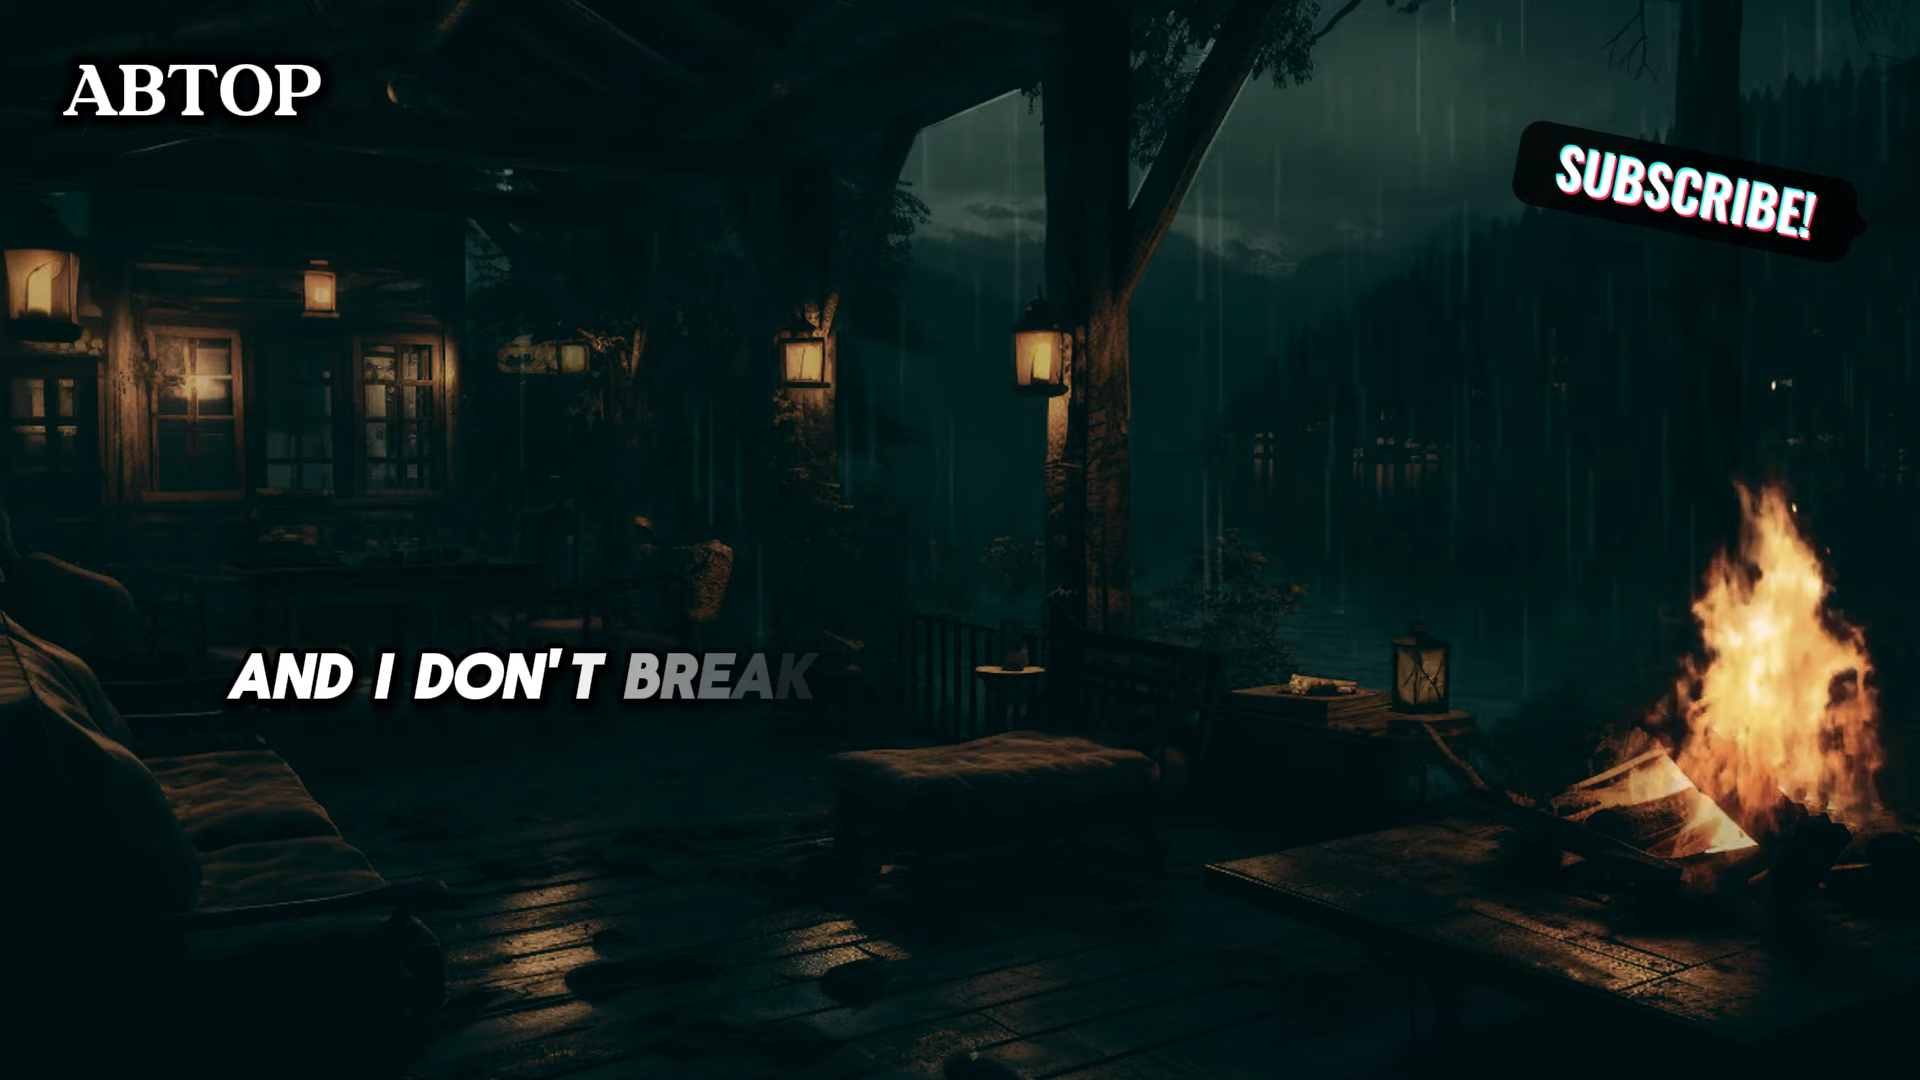 АВТОР
SUBSCRIBE!
AND I DON'T BREAK